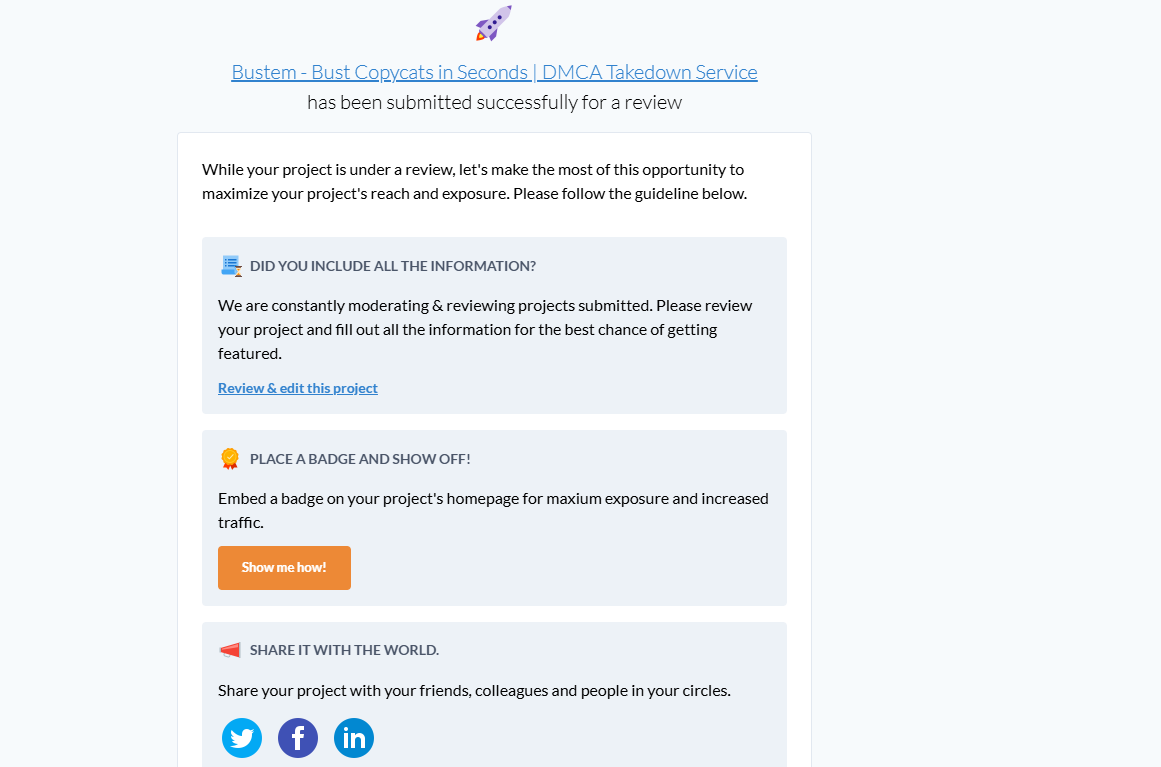 Bustem - Bust Copycats in Seconds | DMCA Takedown Service
has been submitted successfully for a review
While your project is under a review, let's make the most of this opportunity to
maximize your project's reach and exposure. Please follow the guideline below.
DID YOU INCLUDE ALL THE INFORMATION?
We are constantly moderating & reviewing projects submitted. Please review
your project and fill out all the information for the best chance of getting
featured.
Review & edit this project
PLACE A BADGE AND SHOW OFF!
Embed a badge on your project's homepage for maxium exposure and increased
traffic.
Show me how!
SHARE IT WITH THE WORLD.
Share your project with your friends, colleagues and people in your circles.